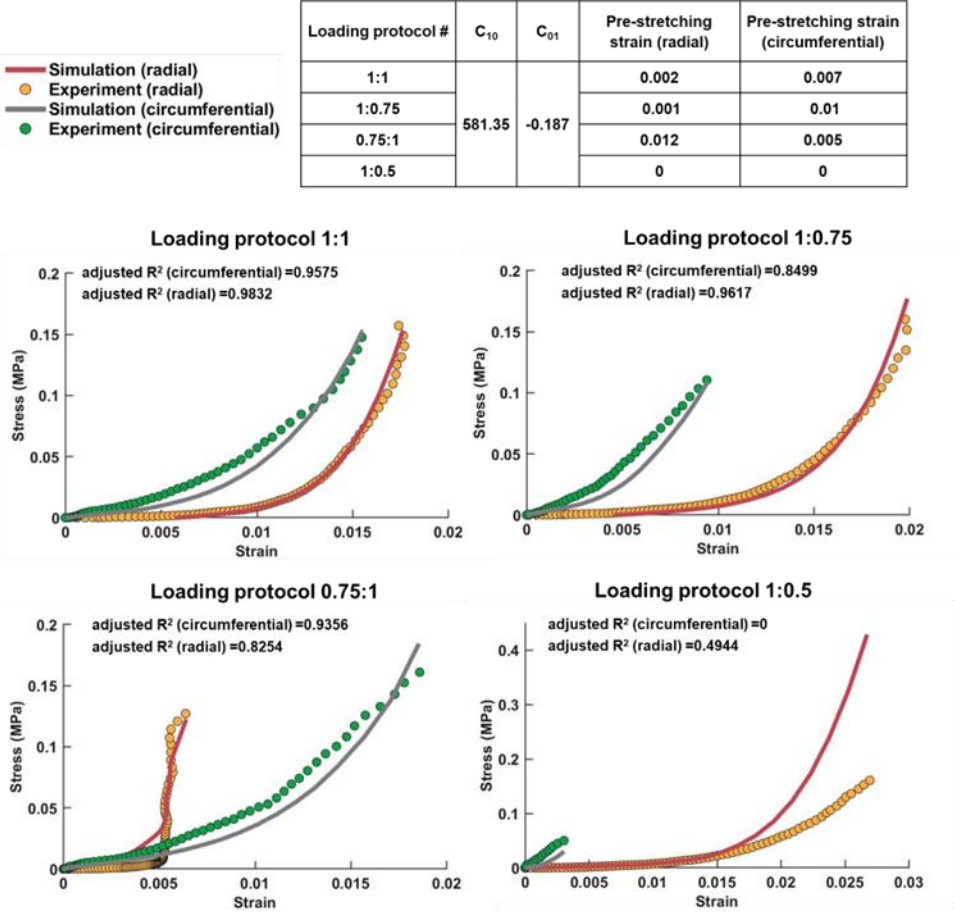 Simulation (radial)
Experiment (radial)
Simulation (circumferential)
Experiment (circumferential)
Loading protocol # C₁₀ C₀₁ Pre-stretching strain (radial) Pre-stretching strain (circumferential)
1:1 581.35 -0.187 0.002 0.007
1:0.75 0.001 0.01
0.75:1 0.012 0.005
1:0.5 0 0
Loading protocol 1:1
adjusted R² (circumferential) =0.9575
adjusted R² (radial) =0.9832
Stress (MPa)
0.2
0.15
0.1
0.05
0
0 0.005 0.01 0.015 0.02
Strain
Loading protocol 1:0.75
adjusted R² (circumferential) =0.8499
adjusted R² (radial) =0.9617
Stress (MPa)
0.2
0.15
0.1
0.05
0
0.005 0.01 0.015 0.02
Strain
Loading protocol 0.75:1
adjusted R² (circumferential) =0.9356
adjusted R² (radial) =0.8254
Stress (MPa)
0.2
0.15
0.1
0.05
0
0 0.005 0.01 0.015 0.02
Strain
Loading protocol 1:0.5
adjusted R² (circumferential) =0
adjusted R² (radial) =0.4944
Stress (MPa)
0.4
0.3
0.2
0.1
0
0 0.005 0.01 0.015 0.02 0.025 0.03
Strain